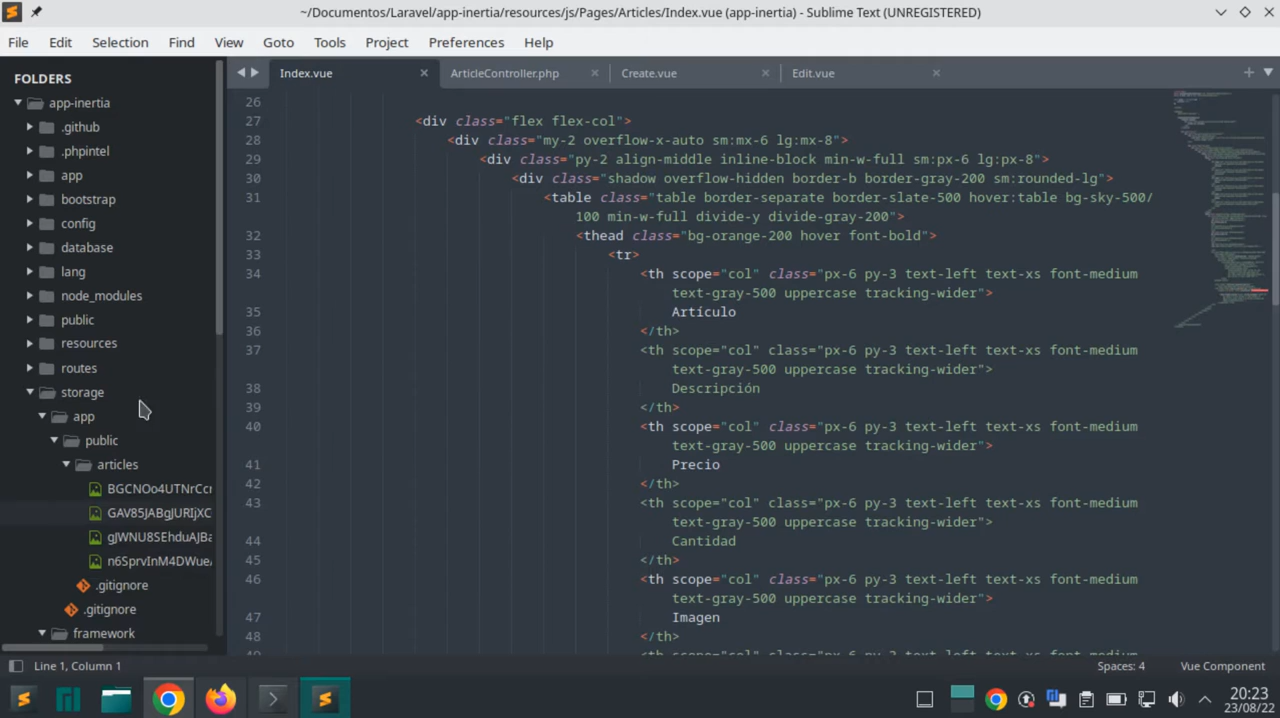 ~/Documentos/Laravel/app-inertia/resources/js/Pages/Articles/Index.vue (app-inertia) - Sublime Text (UNREGISTERED)
File Edit Selection Find View Goto Tools Project Preferences Help
FOLDERS
app-inertia
.github
.phpintel
app
bootstrap
config
database
lang
node_modules
public
resources
routes
storage
app
public
articles
BGCNOo4UTNrCcr
GAV85JABgJURIjXC
gJWNU8SEhduAJBa
n6SprvInM4DWue
.gitignore
.gitignore
framework
Index.vue ArticleController.php Create.vue Edit.vue
26
27 <div class="flex flex-col">
28 <div class="my-2 overflow-x-auto sm:mx-6 lg:mx-8">
29 <div class="py-2 align-middle inline-block min-w-full sm:px-6 lg:px-8">
30 <div class="shadow overflow-hidden border-b border-gray-200 sm:rounded-lg">
31 <table class="table border-separate border-slate-500 hover:table bg-sky-500/
100 min-w-full divide-y divide-gray-200">
32 <thead class="bg-orange-200 hover font-bold">
33 <tr>
34 <th scope="col" class="px-6 py-3 text-left text-xs font-medium
text-gray-500 uppercase tracking-wider">
35 Artículo
36 </th>
37 <th scope="col" class="px-6 py-3 text-left text-xs font-medium
text-gray-500 uppercase tracking-wider">
38 Descripción
39 </th>
40 <th scope="col" class="px-6 py-3 text-left text-xs font-medium
text-gray-500 uppercase tracking-wider">
41 Precio
42 </th>
43 <th scope="col" class="px-6 py-3 text-left text-xs font-medium
text-gray-500 uppercase tracking-wider">
44 Cantidad
45 </th>
46 <th scope="col" class="px-6 py-3 text-left text-xs font-medium
text-gray-500 uppercase tracking-wider">
47 Imagen
48 </th>
Line 1, Column 1 Spaces: 4 Vue Component
20:23
23/08/22